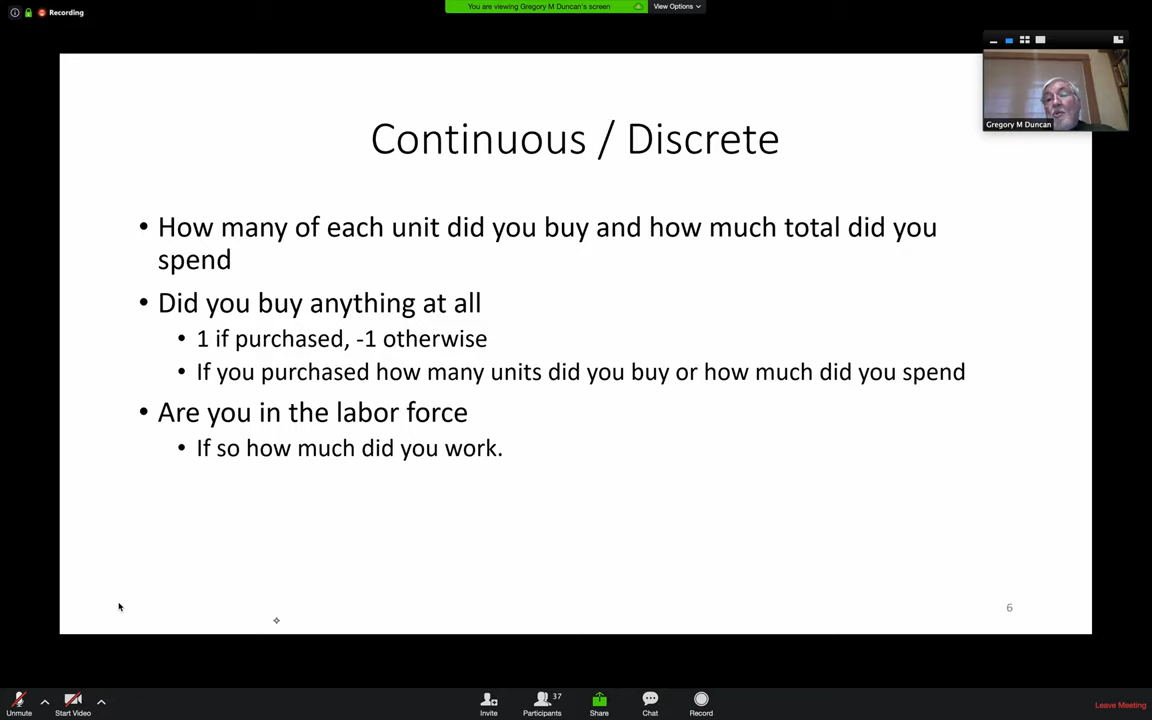 Recording
You are viewing Gregory M Duncan's screen
View Options
Gregory M Duncan
Continuous / Discrete
• How many of each unit did you buy and how much total did you
spend
• Did you buy anything at all
• 1 if purchased, -1 otherwise
• If you purchased how many units did you buy or how much did you spend
• Are you in the labor force
• If so how much did you work.
6
Unmute
Start Video
Invite
Participants
37
Share
Chat
Record
Leave Meeting